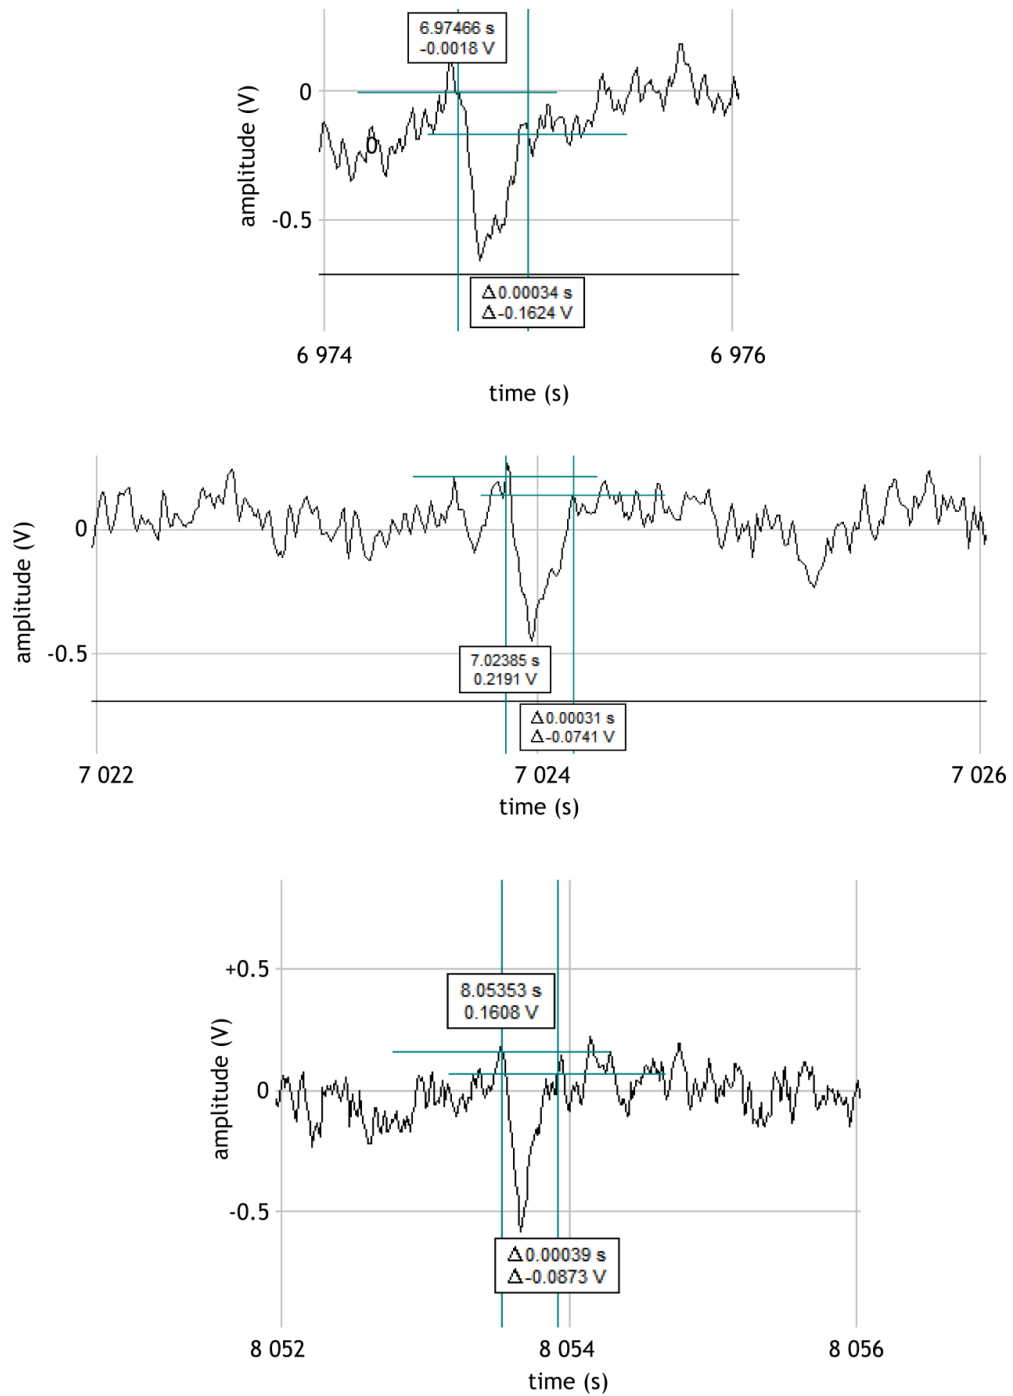 6.97466 s
-0.0018 V
0
0
amplitude (V)
-0.5
Δ0.00034 s
Δ-0.1624 V
6 974
6 976
time (s)
0
amplitude (V)
-0.5
7.02385 s
0.2191 V
Δ0.00031 s
Δ-0.0741 V
7 022
7 024
7 026
time (s)
+0.5
8.05353 s
0.1608 V
amplitude (V)
0
-0.5
Δ0.00039 s
Δ-0.0873 V
8 052
8 054
8 056
time (s)